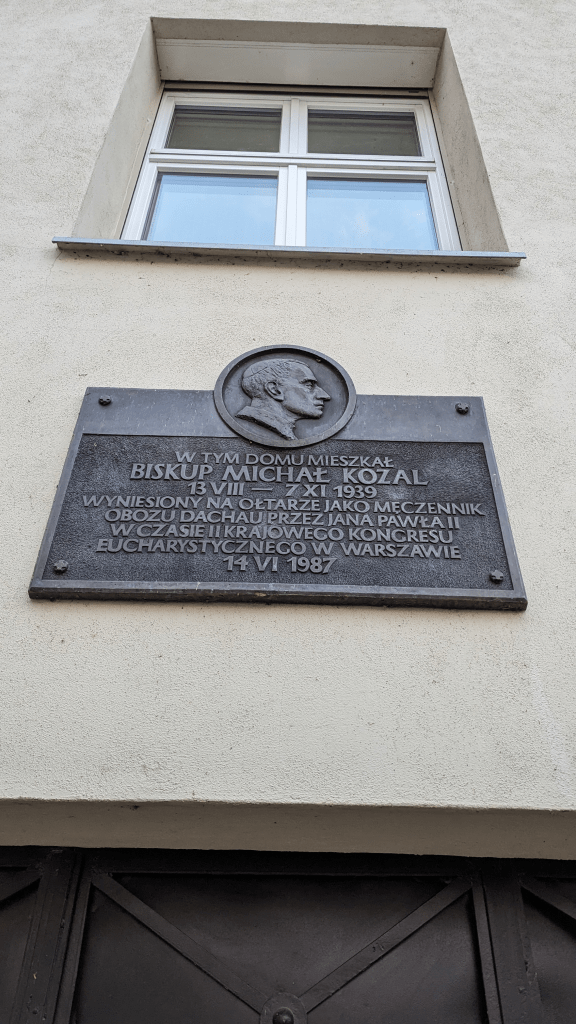 W TYM DOMU MIESZKAŁ
BISKUP MICHAŁ KOZAL
13 VIII — 7 XI 1939
WYNIESIONY NA OŁTARZE JAKO MĘCZENNIK
OBOZU DACHAU PRZEZ JANA PAWŁA II
W CZASIE II KRAJOWEGO KONGRESU
EUCHARYSTYCZNEGO W WARSZAWIE
14 VI 1987